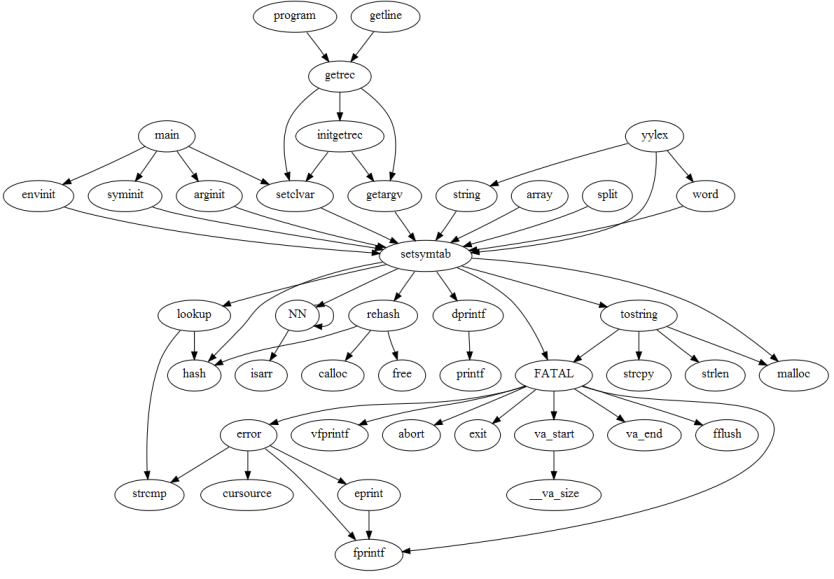 program
getline
getrec
main
initgetrec
yylex
envinit
syminit
arginit
setclvar
getargv
string
array
split
word
setsymtab
lookup
NN
rehash
dprintf
tostring
hash
isarr
calloc
free
printf
FATAL
strcpy
strlen
malloc
error
vfprintf
abort
exit
va_start
va_end
fflush
strcmp
cursource
eprint
__va_size
fprintf